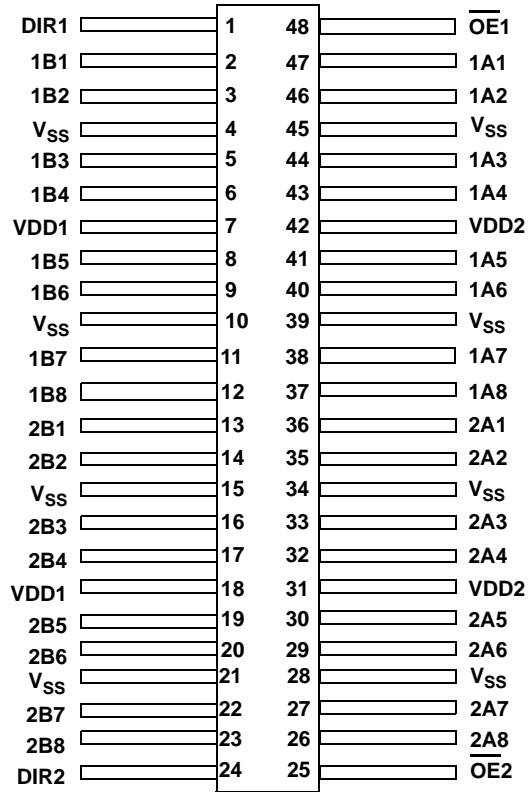 DIR1 1 48 O̅E̅1
1B1 2 47 1A1
1B2 3 46 1A2
VSS 4 45 VSS
1B3 5 44 1A3
1B4 6 43 1A4
VDD1 7 42 VDD2
1B5 8 41 1A5
1B6 9 40 1A6
VSS 10 39 VSS
1B7 11 38 1A7
1B8 12 37 1A8
2B1 13 36 2A1
2B2 14 35 2A2
VSS 15 34 VSS
2B3 16 33 2A3
2B4 17 32 2A4
VDD1 18 31 VDD2
2B5 19 30 2A5
2B6 20 29 2A6
VSS 21 28 VSS
2B7 22 27 2A7
2B8 23 26 2A8
DIR2 24 25 O̅E̅2